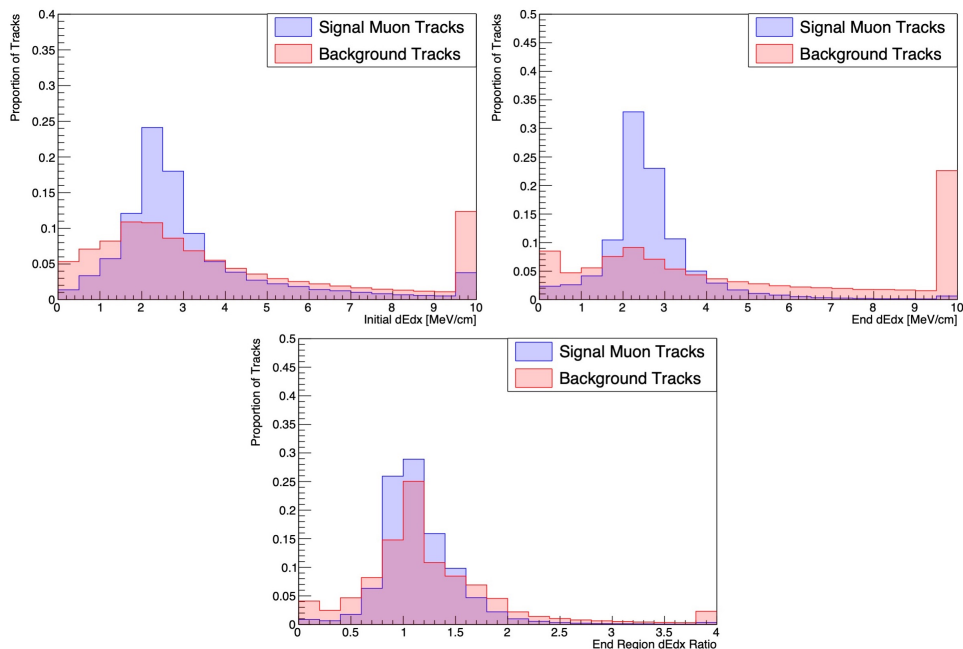 Proportion of Tracks
0.4
0.35
0.3
0.25
0.2
0.15
0.1
0.05
0
Signal Muon Tracks
Background Tracks
0 1 2 3 4 5 6 7 8 9 10
Initial dEdx [MeV/cm]
Proportion of Tracks
0.5
0.45
0.4
0.35
0.3
0.25
0.2
0.15
0.1
0.05
0
Signal Muon Tracks
Background Tracks
0 1 2 3 4 5 6 7 8 9 10
End dEdx [MeV/cm]
Proportion of Tracks
0.5
0.45
0.4
0.35
0.3
0.25
0.2
0.15
0.1
0.05
0
Signal Muon Tracks
Background Tracks
0 0.5 1 1.5 2 2.5 3 3.5 4
End Region dEdx Ratio